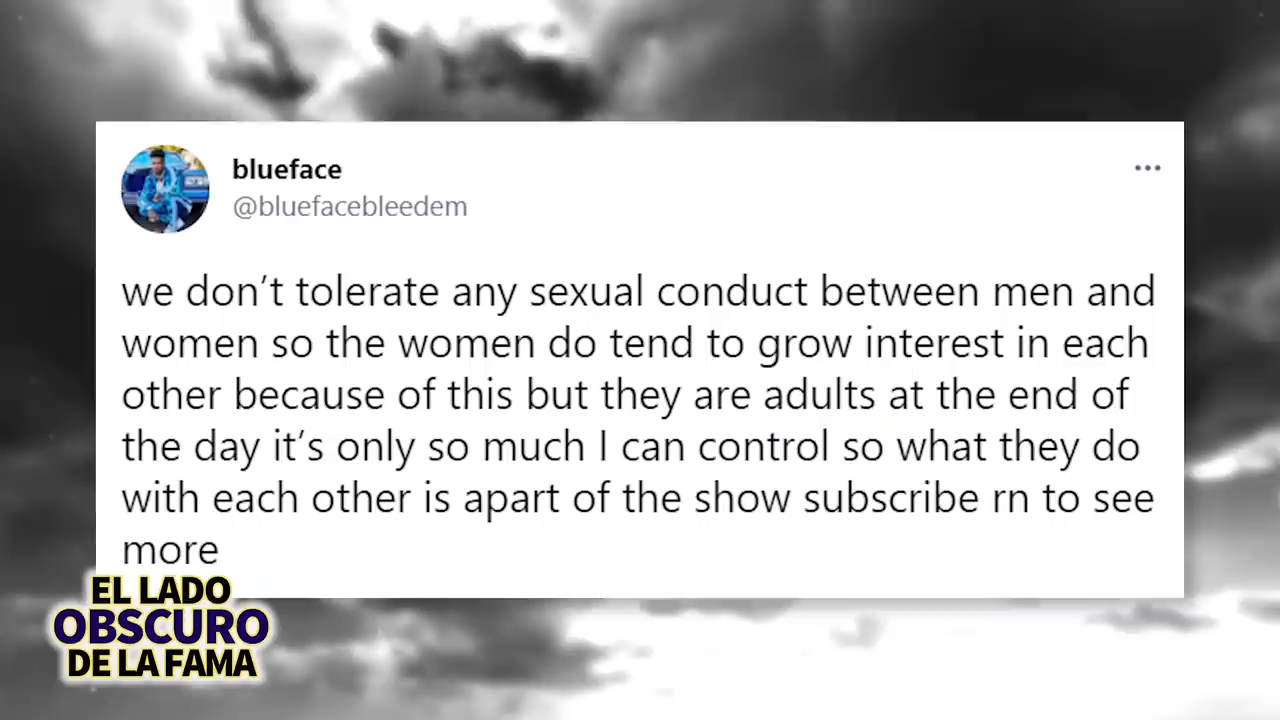 blueface
@bluefacebleedem
we don’t tolerate any sexual conduct between men and
women so the women do tend to grow interest in each
other because of this but they are adults at the end of
the day it’s only so much I can control so what they do
with each other is apart of the show subscribe rn to see
more
EL LADO
OBSCURO
DE LA FAMA